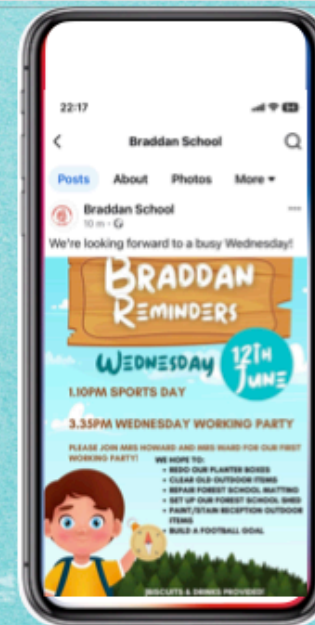 22:17
Braddan School
Posts About Photos More
Braddan School
10 m
We're looking forward to a busy Wednesday!
BRADDAN
REMINDERS
WEDNESDAY 12TH JUNE
1.10PM SPORTS DAY
3.35PM WEDNESDAY WORKING PARTY
PLEASE JOIN MRS HOWARD AND MRS WARD FOR OUR FIRST
WORKING PARTY!
WE HOPE TO:
• REDO OUR PLANTER BOXES
• CLEAR OLD OUTDOOR ITEMS
• REPAIR FOREST SCHOOL MATTING
• SET UP OUR FOREST SCHOOL SHED
• PAINT/STAIN RECEPTION OUTDOOR
ITEMS
• BUILD A FOOTBALL GOAL
BISCUITS & DRINKS PROVIDED!